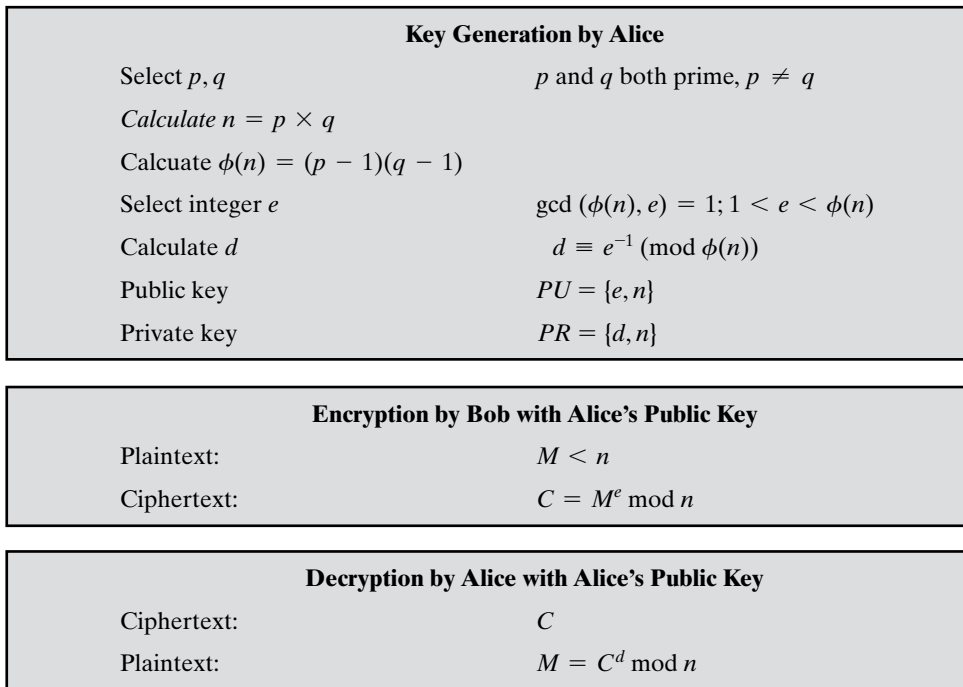 Key Generation by Alice
Select p, q p and q both prime, p ≠ q
Calculate n = p × q
Calcuate ϕ(n) = (p − 1)(q − 1)
Select integer e gcd (ϕ(n), e) = 1; 1 < e < ϕ(n)
Calculate d d ≡ e⁻¹ (mod ϕ(n))
Public key PU = {e, n}
Private key PR = {d, n}
Encryption by Bob with Alice's Public Key
Plaintext: M < n
Ciphertext: C = Mᵉ mod n
Decryption by Alice with Alice's Public Key
Ciphertext: C
Plaintext: M = Cᵈ mod n